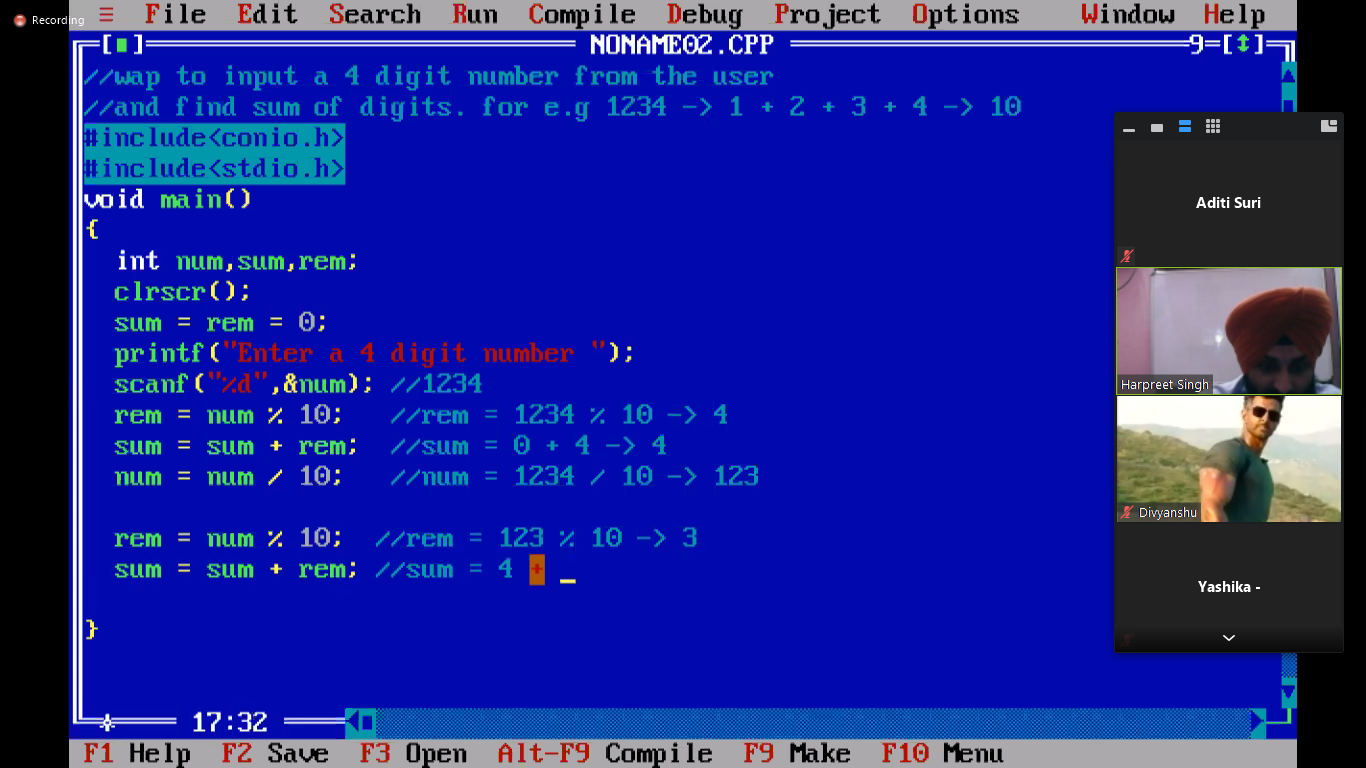 Recording
≡ File Edit Search Run Compile Debug Project Options Window Help
[■] NONAME02.CPP 9=[↕]
//wap to input a 4 digit number from the user
//and find sum of digits. for e.g 1234 -> 1 + 2 + 3 + 4 -> 10
#include<conio.h>
#include<stdio.h>
void main()
{
int num,sum,rem;
clrscr();
sum = rem = 0;
printf("Enter a 4 digit number ");
scanf("%d",&num); //1234
rem = num % 10; //rem = 1234 % 10 -> 4
sum = sum + rem; //sum = 0 + 4 -> 4
num = num / 10; //num = 1234 / 10 -> 123
rem = num % 10; //rem = 123 % 10 -> 3
sum = sum + rem; //sum = 4 + _
}
17:32
F1 Help F2 Save F3 Open Alt-F9 Compile F9 Make F10 Menu
Aditi Suri
Harpreet Singh
Divyanshu
Yashika -